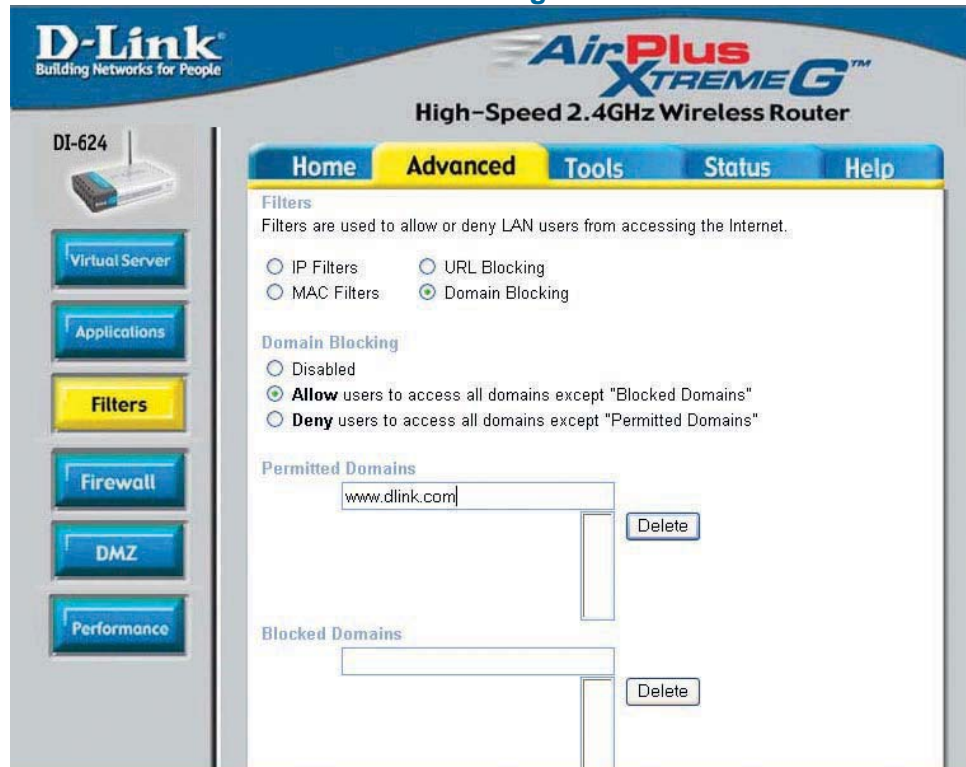 D-Link
Building Networks for People
AirPlus
XTREME G™
High-Speed 2.4GHz Wireless Router
DI-624
Home Advanced Tools Status Help
Virtual Server
Applications
Filters
Firewall
DMZ
Performance
Filters
Filters are used to allow or deny LAN users from accessing the Internet.
IP Filters URL Blocking
MAC Filters Domain Blocking
Domain Blocking
Disabled
Allow users to access all domains except "Blocked Domains"
Deny users to access all domains except "Permitted Domains"
Permitted Domains
www.dlink.com
Delete
Blocked Domains
Delete